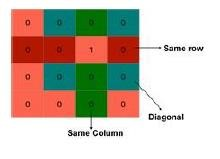 0 0 0 0
0 0 1 0
0 0 0 0
0 0 0 0
Same row
Diagonal
Same Column